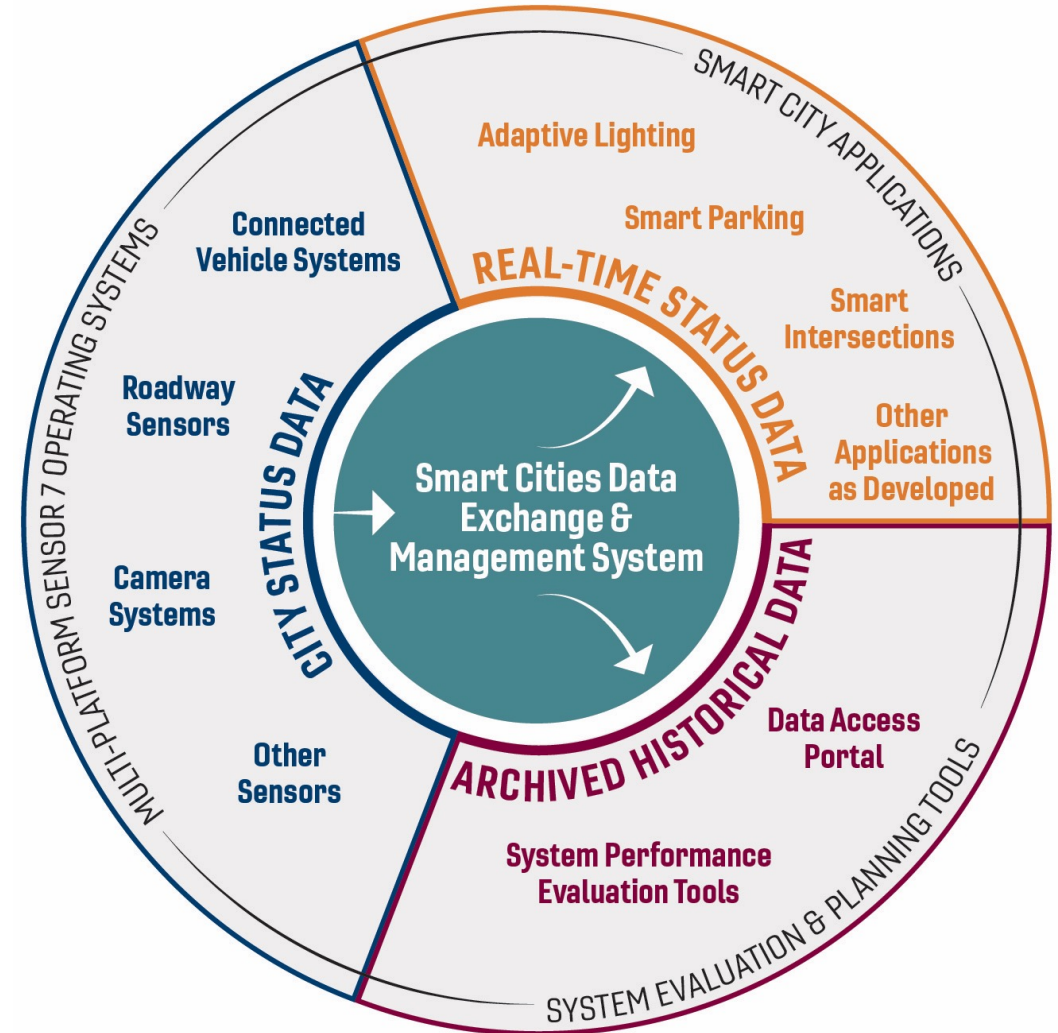 SMART CITY APPLICATIONS
Adaptive Lighting
Smart Parking
Smart
Intersections
Other
Applications
as Developed
REAL-TIME STATUS DATA
MULTI-PLATFORM SENSOR 7 OPERATING SYSTEMS
Connected
Vehicle Systems
Roadway
Sensors
Camera
Systems
Other
Sensors
CITY STATUS DATA
Smart Cities Data
Exchange &
Management System
ARCHIVED HISTORICAL DATA
Data Access
Portal
System Performance
Evaluation Tools
SYSTEM EVALUATION & PLANNING TOOLS